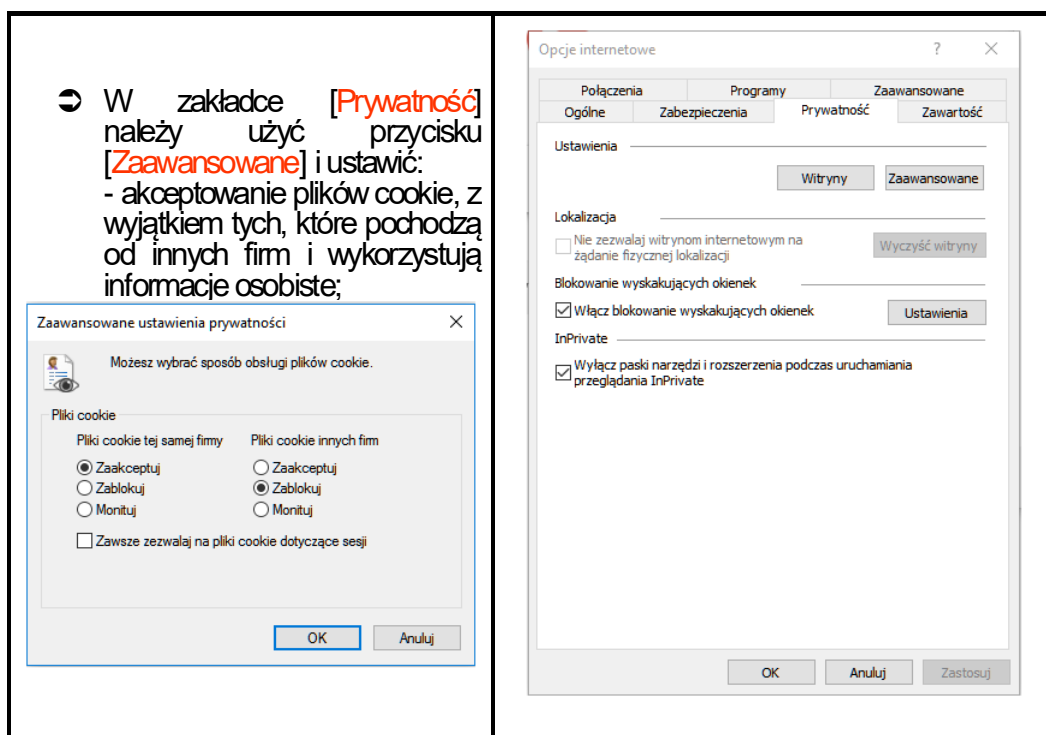 ➲ W zakładce [Prywatność]
należy użyć przycisku
[Zaawansowane] i ustawić:
- akceptowanie plików cookie, z
wyjątkiem tych, które pochodzą
od innych firm i wykorzystują
informacje osobiste;
Zaawansowane ustawienia prywatności
Możesz wybrać sposób obsługi plików cookie.
Pliki cookie
Pliki cookie tej samej firmy Pliki cookie innych firm
Zaakceptuj Zaakceptuj
Zablokuj Zablokuj
Monituj Monituj
Zawsze zezwalaj na pliki cookie dotyczące sesji
OK Anuluj
Opcje internetowe ?
Połączenia Programy Zaawansowane
Ogólne Zabezpieczenia Prywatność Zawartość
Ustawienia
Witryny Zaawansowane
Lokalizacja
Nie zezwalaj witrynom internetowym na
żądanie fizycznej lokalizacji
Wyczyść witryny
Blokowanie wyskakujących okienek
Włącz blokowanie wyskakujących okienek Ustawienia
InPrivate
Wyłącz paski narzędzi i rozszerzenia podczas uruchamiania
przeglądania InPrivate
OK Anuluj Zastosuj